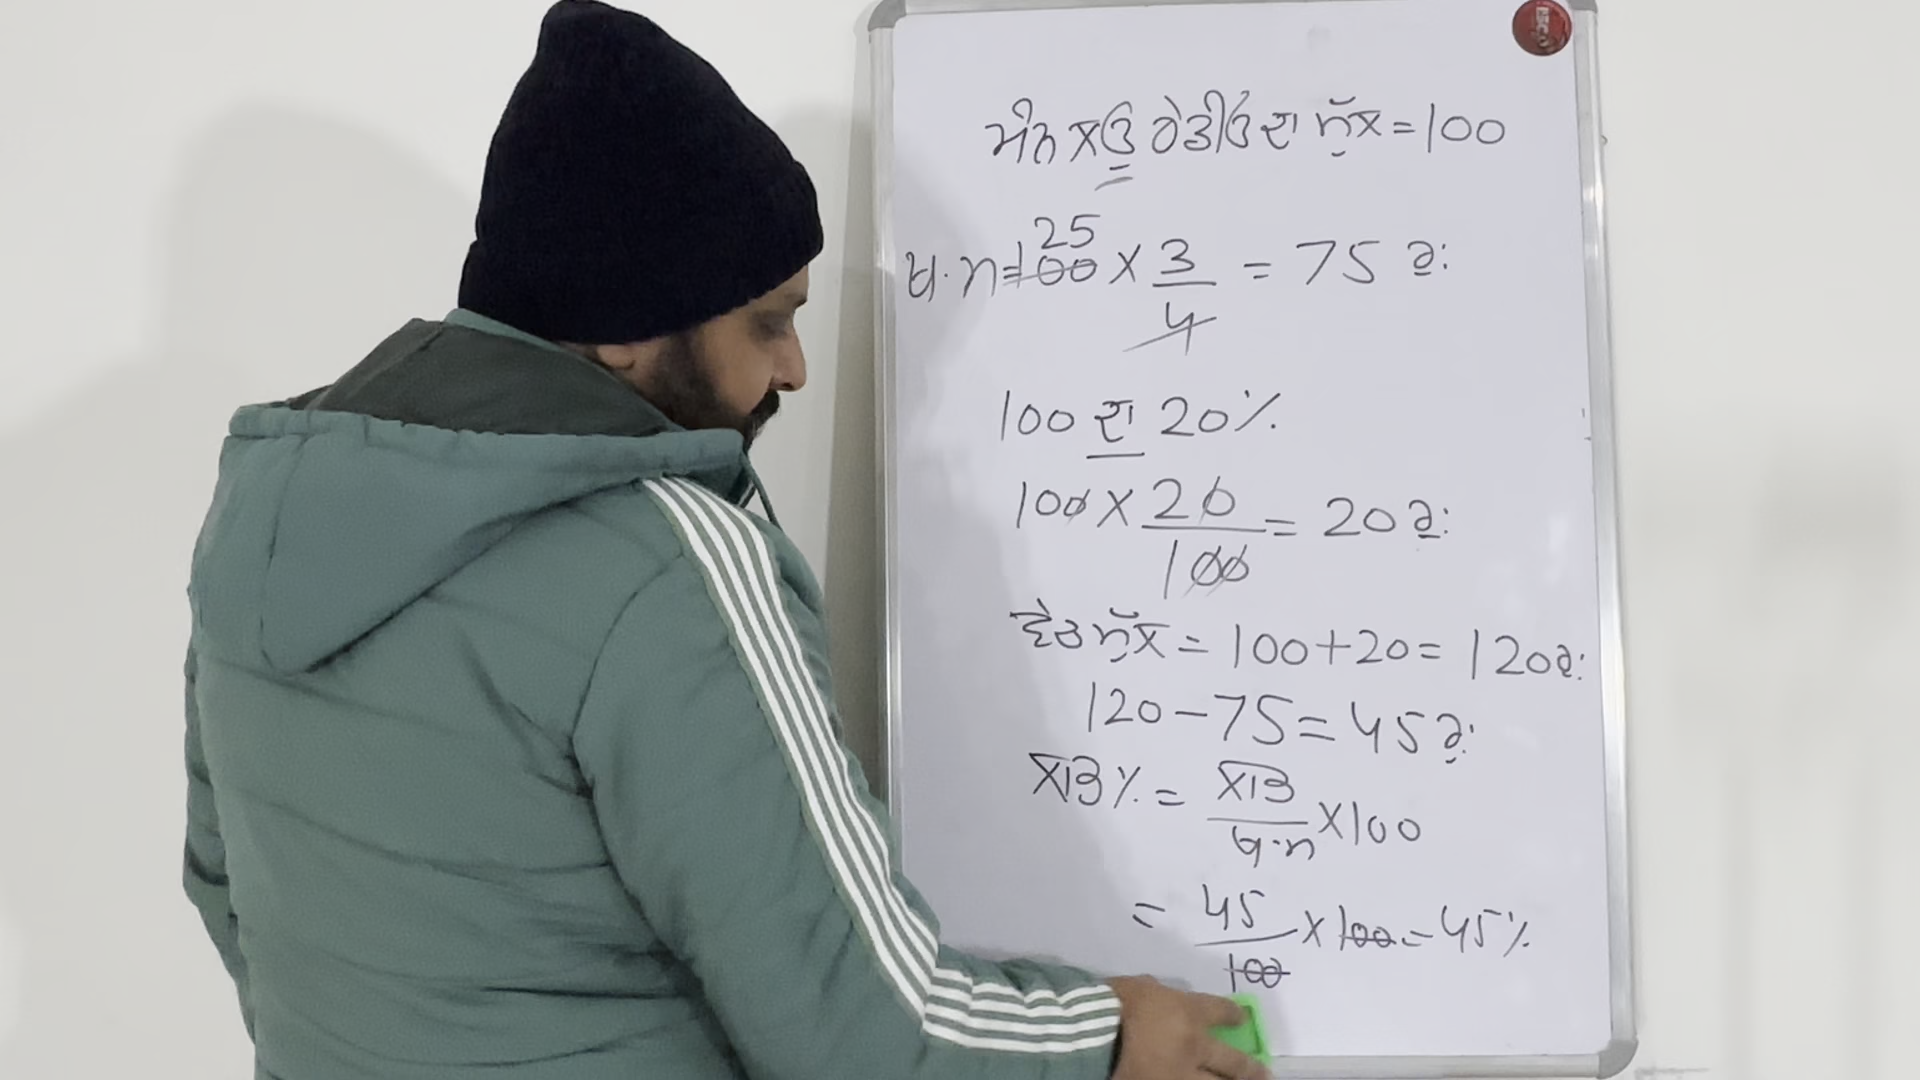 ਮੰਨ ਲਓ ਰੇਡੀਓ ਦਾ ਮੁੱਲ = 100
ਖ.ਮ = 100 25 × 3/4 = 75 ਰੁ:
100 ਦਾ 20%
100 × 20/100 = 20 ਰੁ:
ਵੇਚ ਮੁੱਲ = 100+20 = 120 ਰੁ:
120 - 75 = 45 ਰੁ:
ਲਾਭ % = ਲਾਭ/ਖ.ਮ × 100
= 45/100 × 100 = 45%